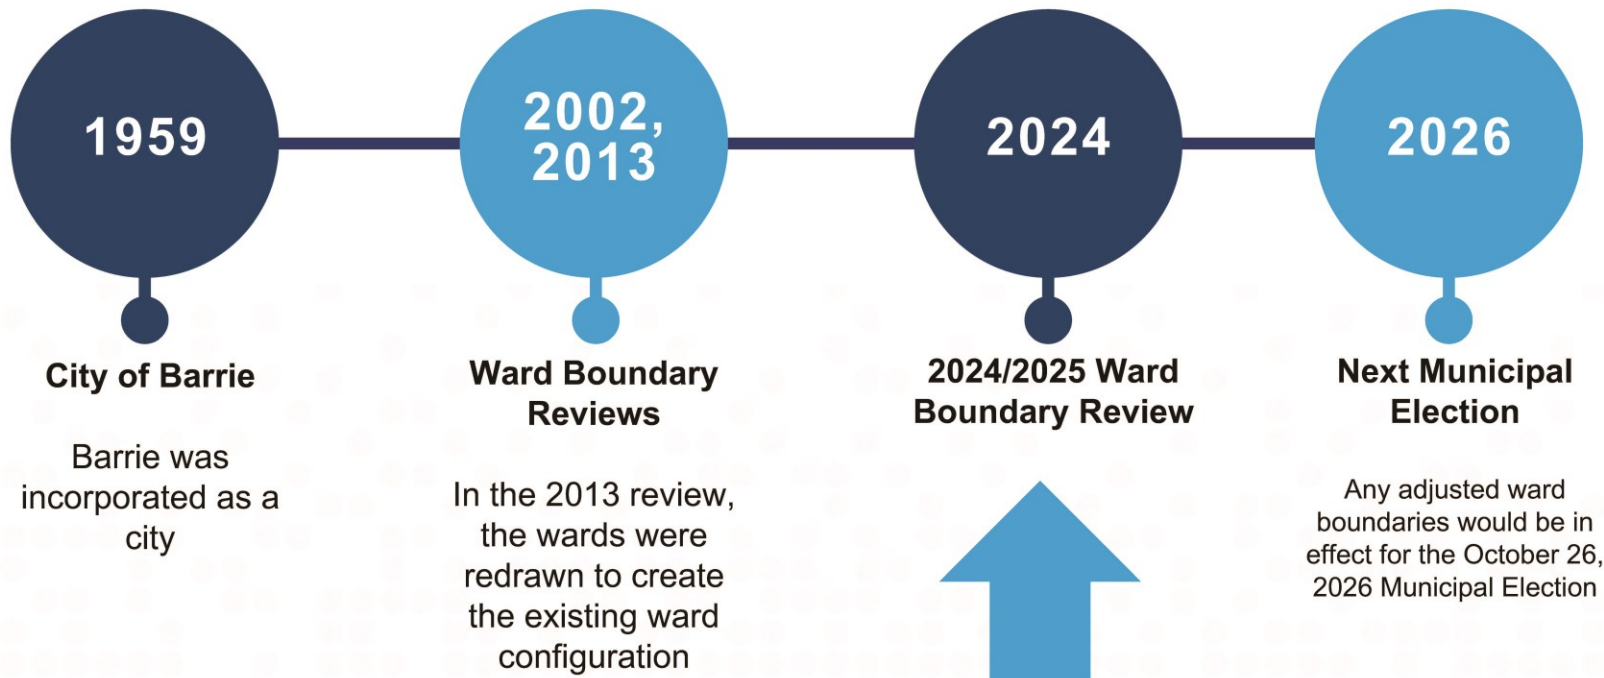 1959
City of Barrie
Barrie was
incorporated as a
city
2002,
2013
Ward Boundary
Reviews
In the 2013 review,
the wards were
redrawn to create
the existing ward
configuration
2024
2024/2025 Ward
Boundary Review
2026
Next Municipal
Election
Any adjusted ward
boundaries would be in
effect for the October 26,
2026 Municipal Election